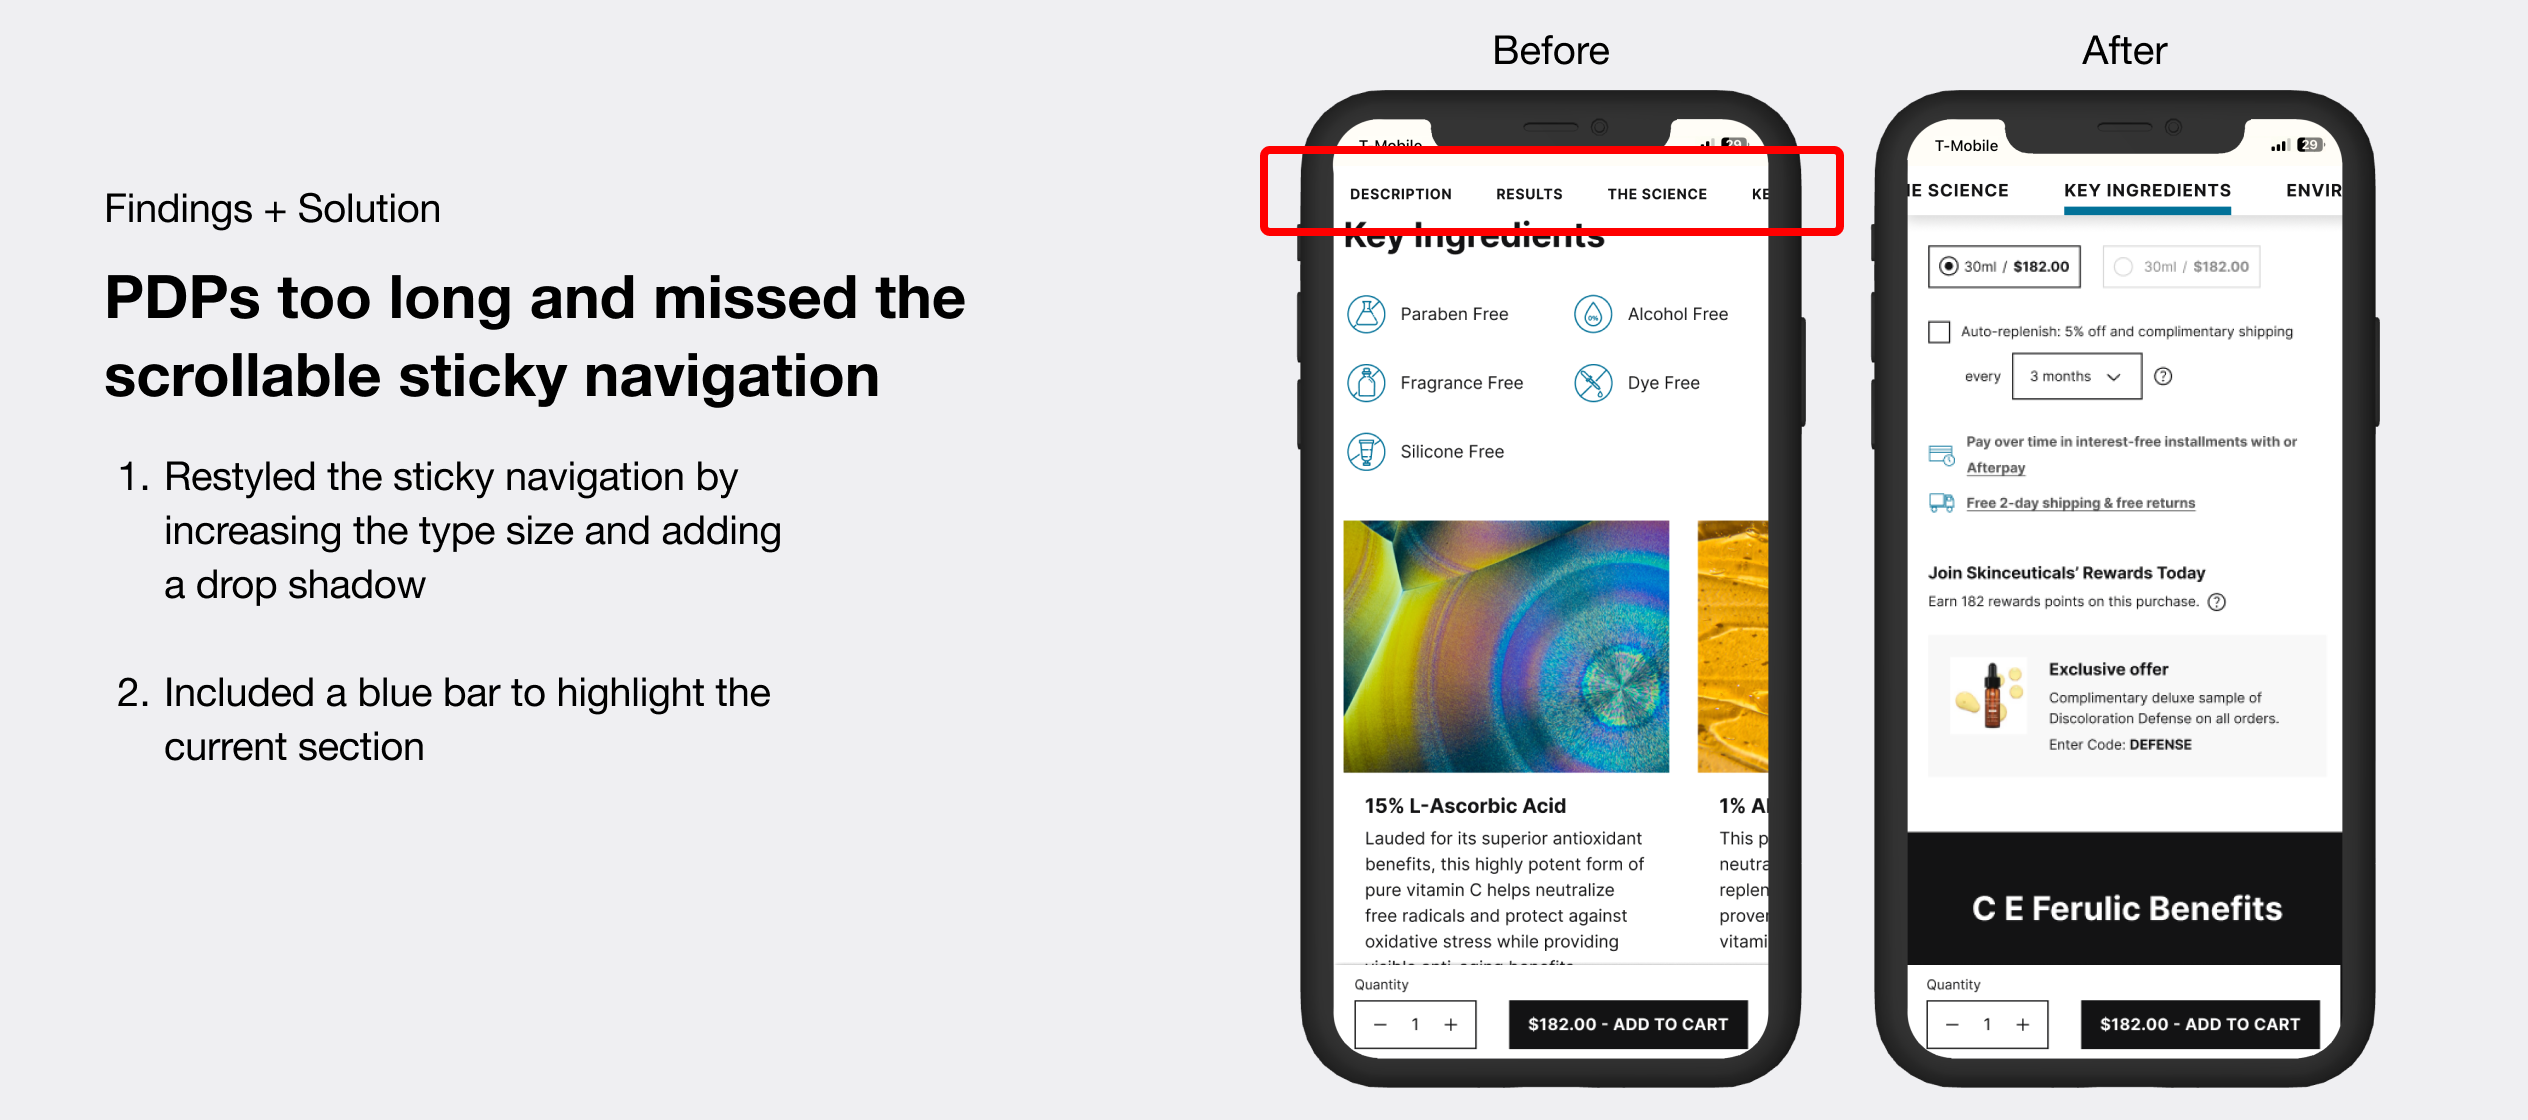 Findings + Solution
PDPs too long and missed the
scrollable sticky navigation
1. Restyled the sticky navigation by
increasing the type size and adding
a drop shadow
2. Included a blue bar to highlight the
current section
Before
T-Mobile
29
DESCRIPTION RESULTS THE SCIENCE KE
Key Ingredients
Paraben Free Alcohol Free
0%
Fragrance Free Dye Free
Silicone Free
15% L-Ascorbic Acid
Lauded for its superior antioxidant
benefits, this highly potent form of
pure vitamin C helps neutralize
free radicals and protect against
oxidative stress while providing
visible anti-aging benefits.
1% Al
This p
neutra
replen
prover
vitami
Quantity
− 1 +
$182.00 - ADD TO CART
After
T-Mobile
29
IE SCIENCE KEY INGREDIENTS ENVIR
30ml / $182.00 30ml / $182.00
Auto-replenish: 5% off and complimentary shipping
every 3 months ?
Pay over time in interest-free installments with or
Afterpay
Free 2-day shipping & free returns
Join Skinceuticals’ Rewards Today
Earn 182 rewards points on this purchase. ?
Exclusive offer
Complimentary deluxe sample of
Discoloration Defense on all orders.
Enter Code: DEFENSE
C E Ferulic Benefits
Quantity
− 1 +
$182.00 - ADD TO CART